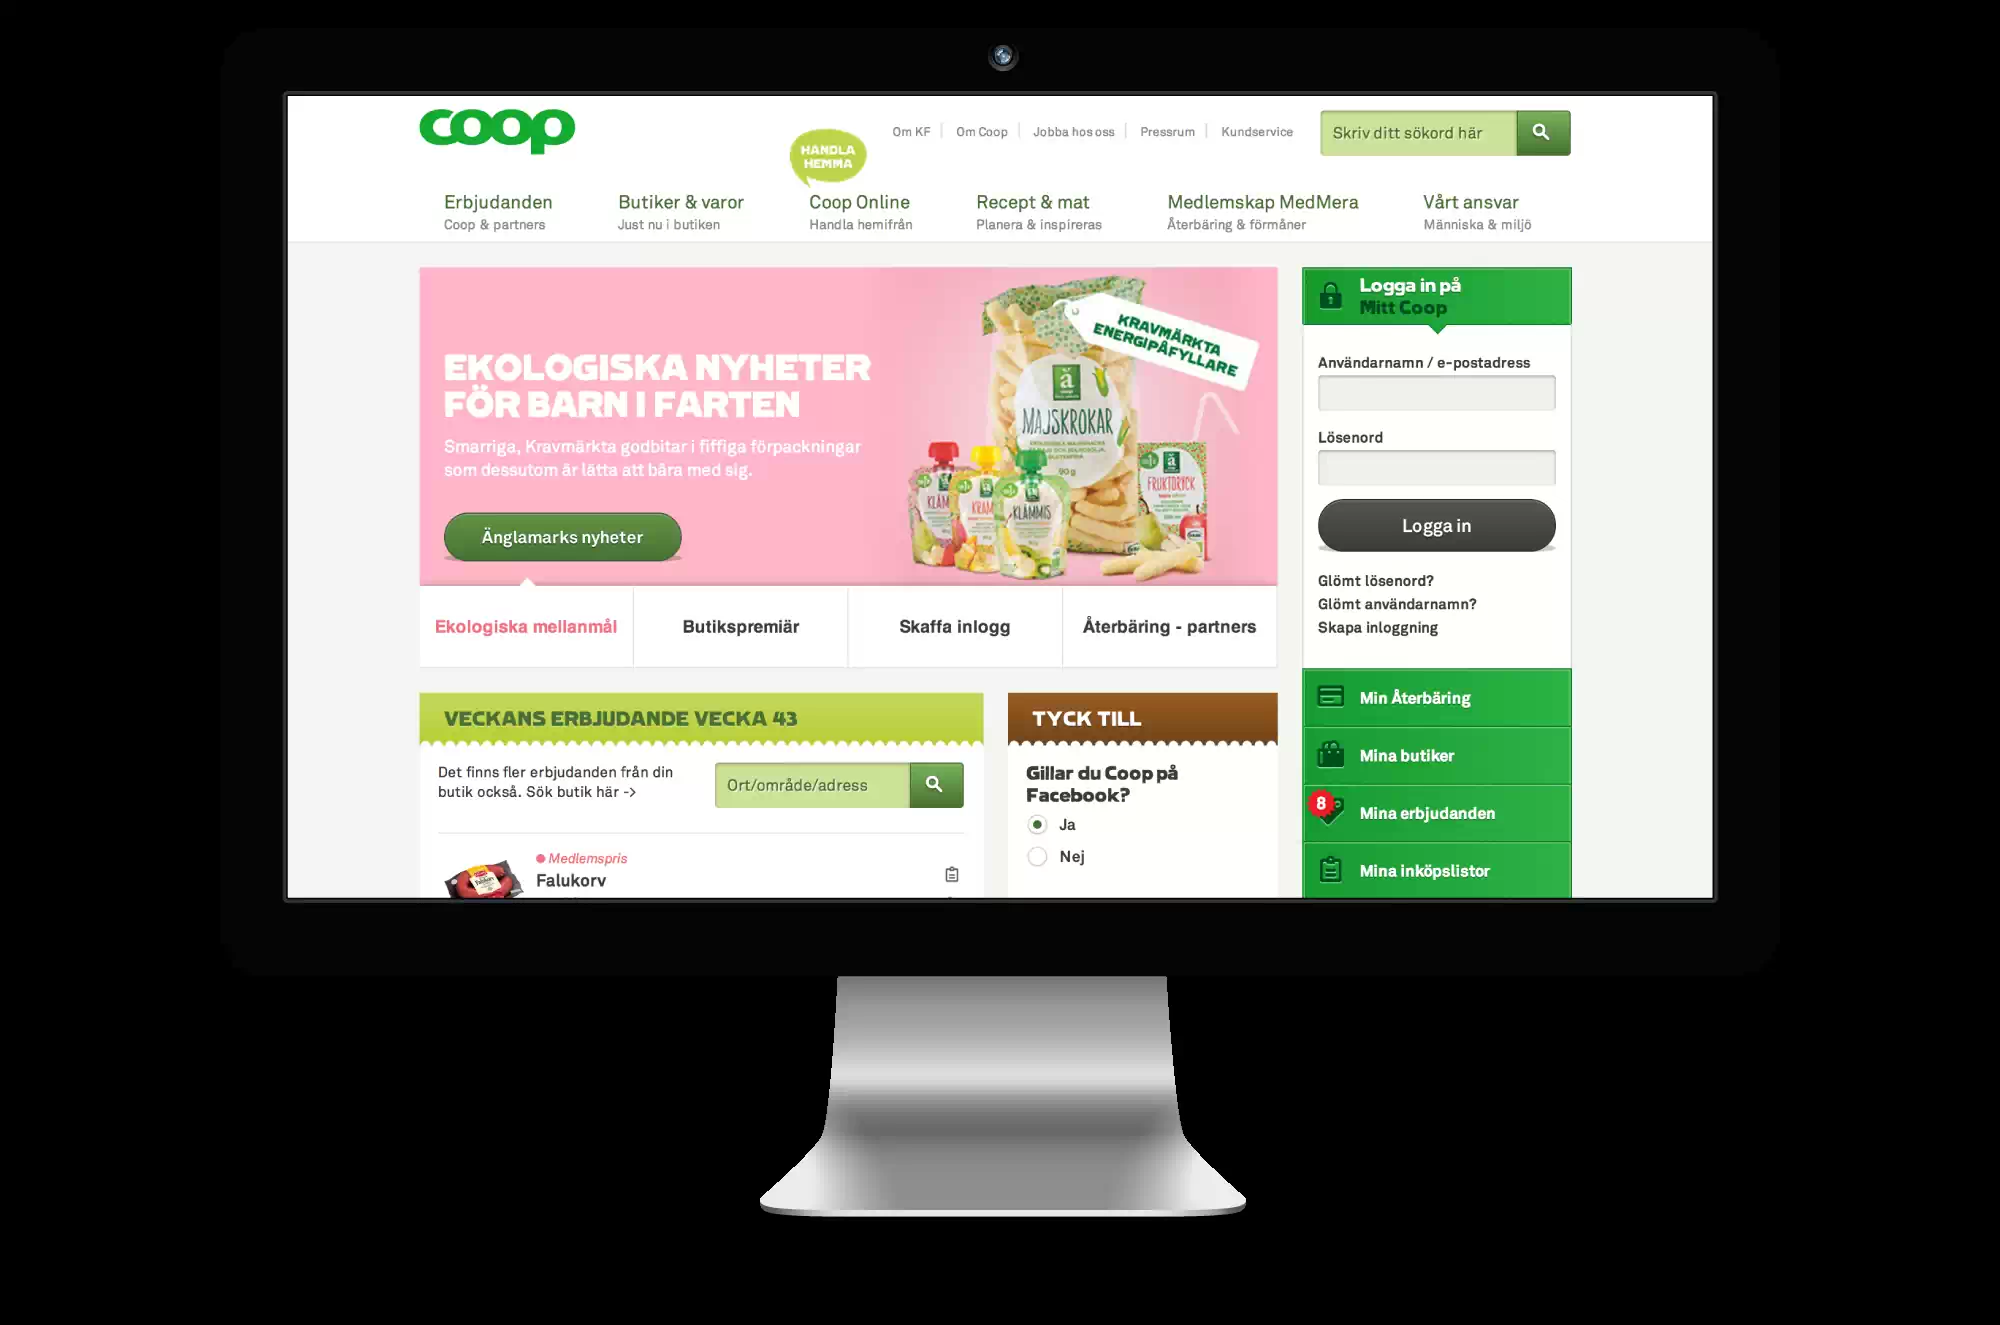 coop
Om KF
Om Coop
Jobba hos oss
Pressrum
Kundservice
Skriv ditt sökord här
HANDLA
HEMMA
Erbjudanden
Coop & partners
Butiker & varor
Just nu i butiken
Coop Online
Handla hemifrån
Recept & mat
Planera & inspireras
Medlemskap MedMera
Återbäring & förmåner
Vårt ansvar
Människa & miljö
EKOLOGISKA NYHETER
FÖR BARN I FARTEN
Smarriga, Kravmärkta godbitar i fiffiga förpackningar
som dessutom är lätta att bära med sig.
Änglamarks nyheter
KRAVMÄRKTA
ENERGIPÅFYLLARE
ä
MAJSKROKAR
90 g
KLÄMMIS
FRUKTDRYCK
Ekologiska mellanmål
Butikspremiär
Skaffa inlogg
Återbäring - partners
Logga in på
Mitt Coop
Användarnamn / e-postadress
Lösenord
Logga in
Glömt lösenord?
Glömt användarnamn?
Skapa inloggning
Min Återbäring
Mina butiker
8
Mina erbjudanden
Mina inköpslistor
VECKANS ERBJUDANDE VECKA 43
Det finns fler erbjudanden från din
butik också. Sök butik här ->
Ort/område/adress
Medlemspris
Falukorv
TYCK TILL
Gillar du Coop på
Facebook?
Ja
Nej